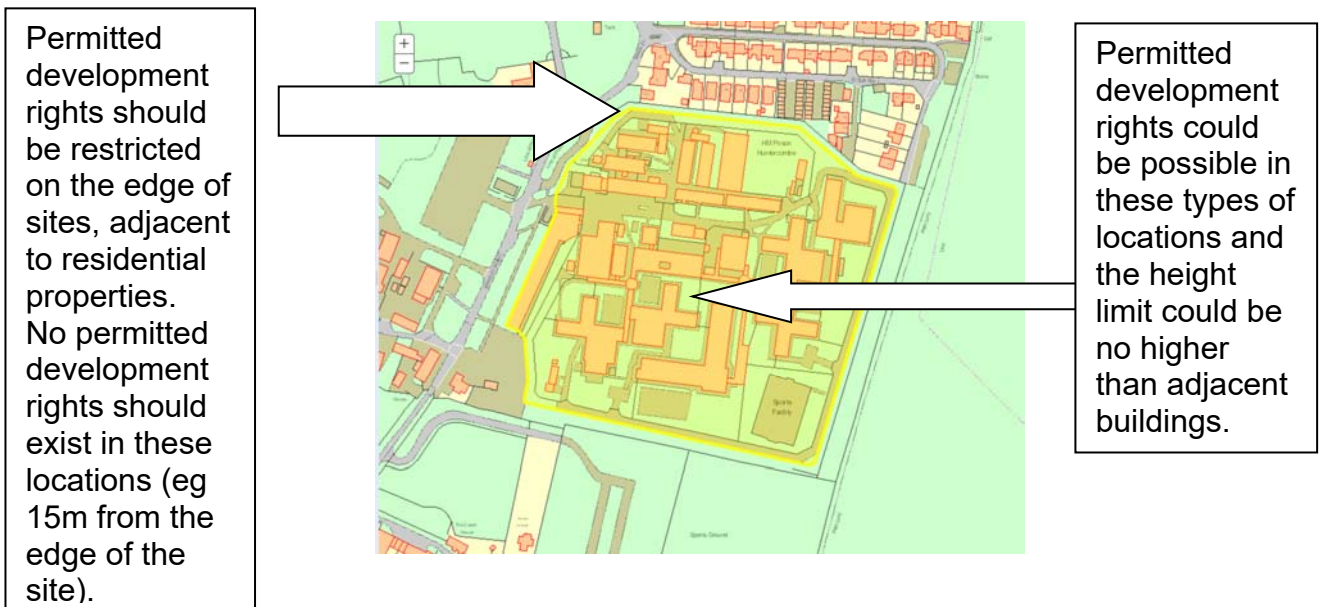 Permitted
development
rights should
be restricted
on the edge of
sites, adjacent
to residential
properties.
No permitted
development
rights should
exist in these
locations (eg
15m from the
edge of the
site).
+
−
HM Prison
Huntercombe
Sports
Facility
Sports Ground
Permitted
development
rights could
be possible in
these types of
locations and
the height
limit could be
no higher
than adjacent
buildings.